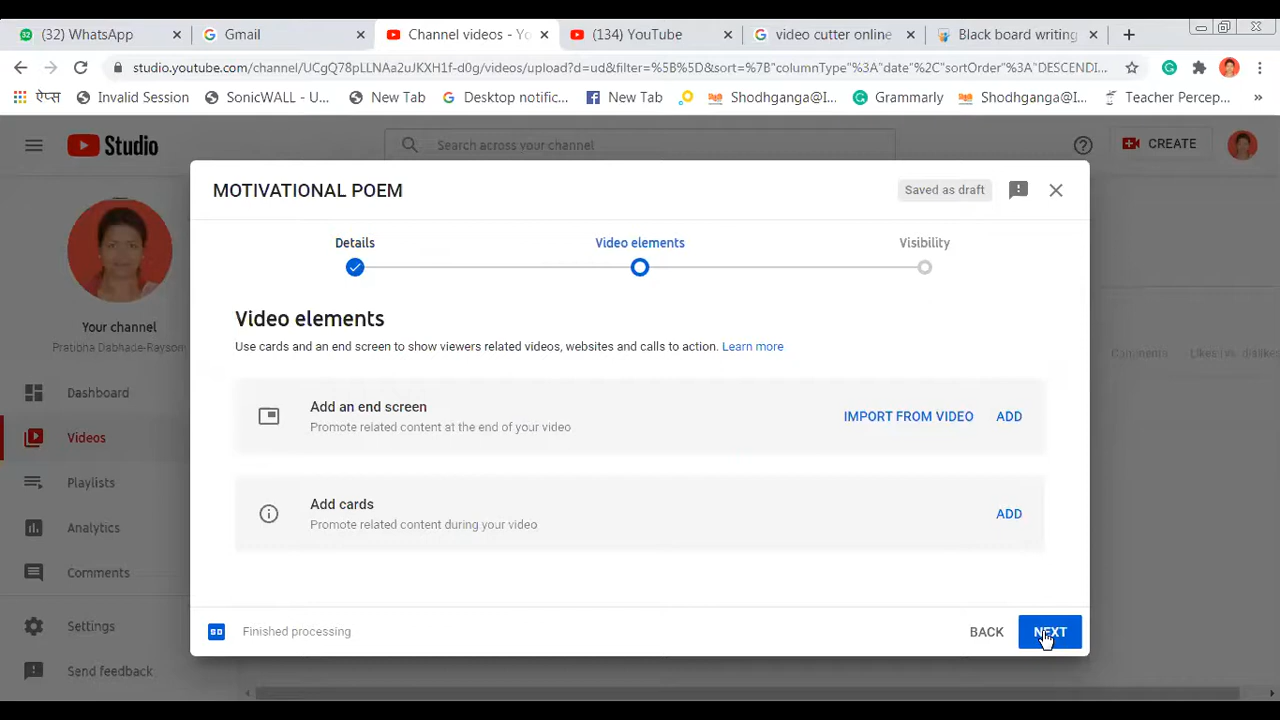 (32) WhatsApp
Gmail
Channel videos - Yo
(134) YouTube
video cutter online
Black board writing
studio.youtube.com/channel/UCgQ78pLLNAa2uJKXH1f-d0g/videos/upload?d=ud&filter=%5B%5D&sort=%7B"columnType"%3A"date"%2C"sortOrder"%3A"DESCENDI...
ऐप्स
Invalid Session
SonicWALL - U...
New Tab
Desktop notific...
New Tab
Shodhganga@I...
Grammarly
Shodhganga@I...
Teacher Percep...
»
Studio
Search across your channel
CREATE
MOTIVATIONAL POEM
Saved as draft
Details
Video elements
Visibility
Your channel
Pratibha Dabhade-Raysom
Dashboard
Videos
Playlists
Analytics
Comments
Settings
Send feedback
Video elements
Use cards and an end screen to show viewers related videos, websites and calls to action. Learn more
Add an end screen
Promote related content at the end of your video
IMPORT FROM VIDEO
ADD
Add cards
Promote related content during your video
ADD
Comments
Likes (vs. dislikes
SD
Finished processing
BACK
NEXT